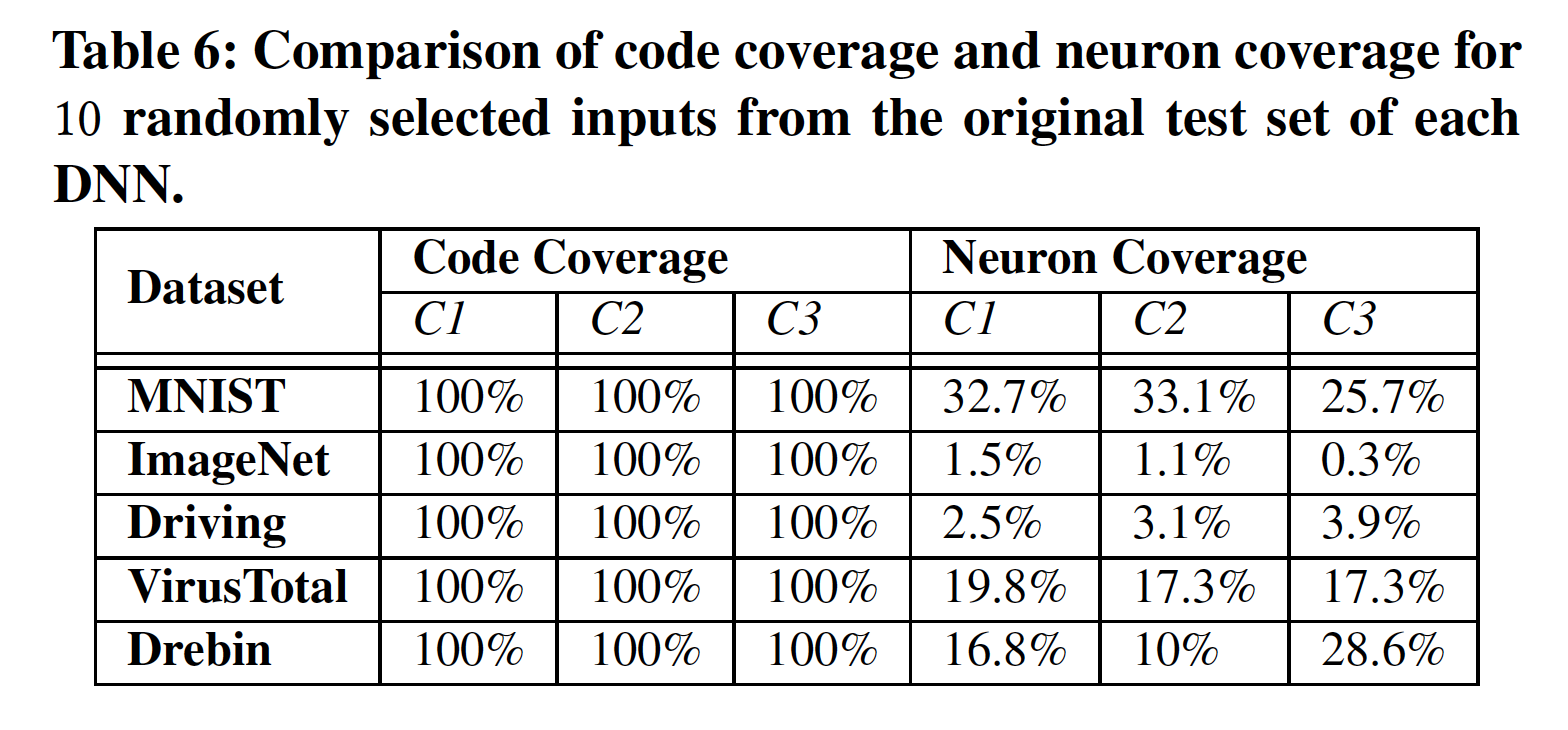 Table 6: Comparison of code coverage and neuron coverage for
10 randomly selected inputs from the original test set of each
DNN.
Dataset Code Coverage Neuron Coverage
C1 C2 C3 C1 C2 C3
MNIST 100% 100% 100% 32.7% 33.1% 25.7%
ImageNet 100% 100% 100% 1.5% 1.1% 0.3%
Driving 100% 100% 100% 2.5% 3.1% 3.9%
VirusTotal 100% 100% 100% 19.8% 17.3% 17.3%
Drebin 100% 100% 100% 16.8% 10% 28.6%